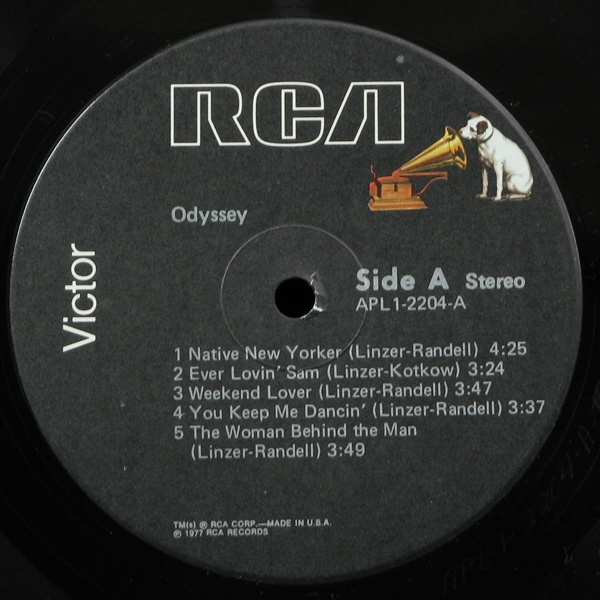 RCA
Odyssey
Victor
Side A Stereo
APL1-2204-A
1 Native New Yorker (Linzer-Randell) 4:25
2 Ever Lovin' Sam (Linzer-Kotkow) 3:24
3 Weekend Lover (Linzer-Randell) 3:47
4 You Keep Me Dancin' (Linzer-Randell) 3:37
5 The Woman Behind the Man
(Linzer-Randell) 3:49
TM(s) ® RCA CORP.—MADE IN U.S.A.
℗ 1977 RCA RECORDS